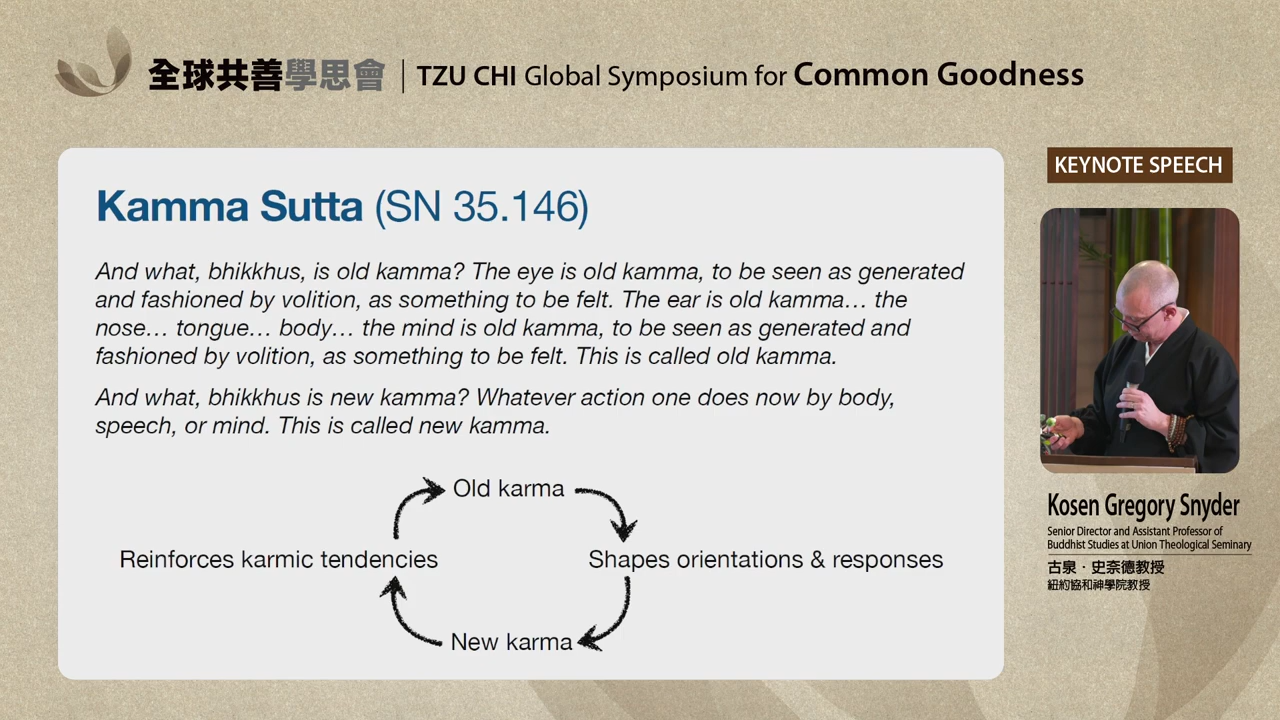 全球共善學思會 | TZU CHI Global Symposium for Common Goodness
Kamma Sutta (SN 35.146)
And what, bhikkhus, is old kamma? The eye is old kamma, to be seen as generated
and fashioned by volition, as something to be felt. The ear is old kamma… the
nose… tongue… body… the mind is old kamma, to be seen as generated and
fashioned by volition, as something to be felt. This is called old kamma.
And what, bhikkhus is new kamma? Whatever action one does now by body,
speech, or mind. This is called new kamma.
Old karma
Reinforces karmic tendencies
Shapes orientations & responses
New karma
KEYNOTE SPEECH
Kosen Gregory Snyder
Senior Director and Assistant Professor of
Buddhist Studies at Union Theological Seminary
古泉．史奈德教授
紐約協和神學院教授